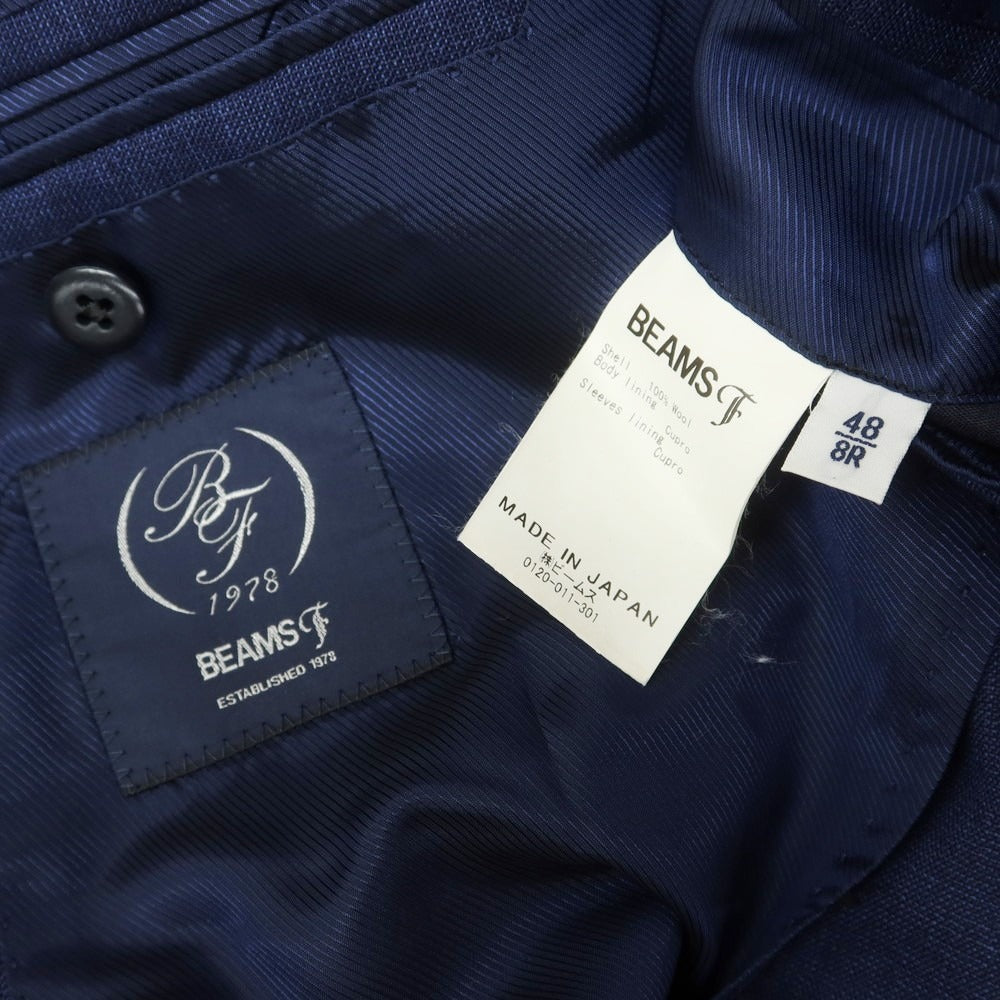 BF
1978
BEAMS F
ESTABLISHED 1978
BEAMS F
Shell 100% Wool
Body lining Cupro
Sleeves lining Cupro
MADE IN JAPAN
㈱ビームス
0120-011-301
48
8R